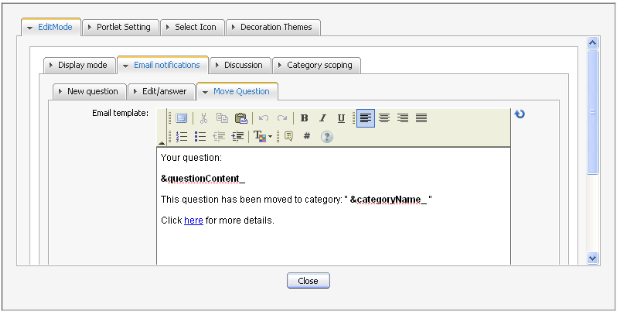 EditMode Portlet Setting Select Icon Decoration Themes
Display mode Email notifications Discussion Category scoping
New question Edit/answer Move Question
Email template:
B I U
Your question:
&questionContent_
This question has been moved to category: " &categoryName_ "
Click here for more details.
Close